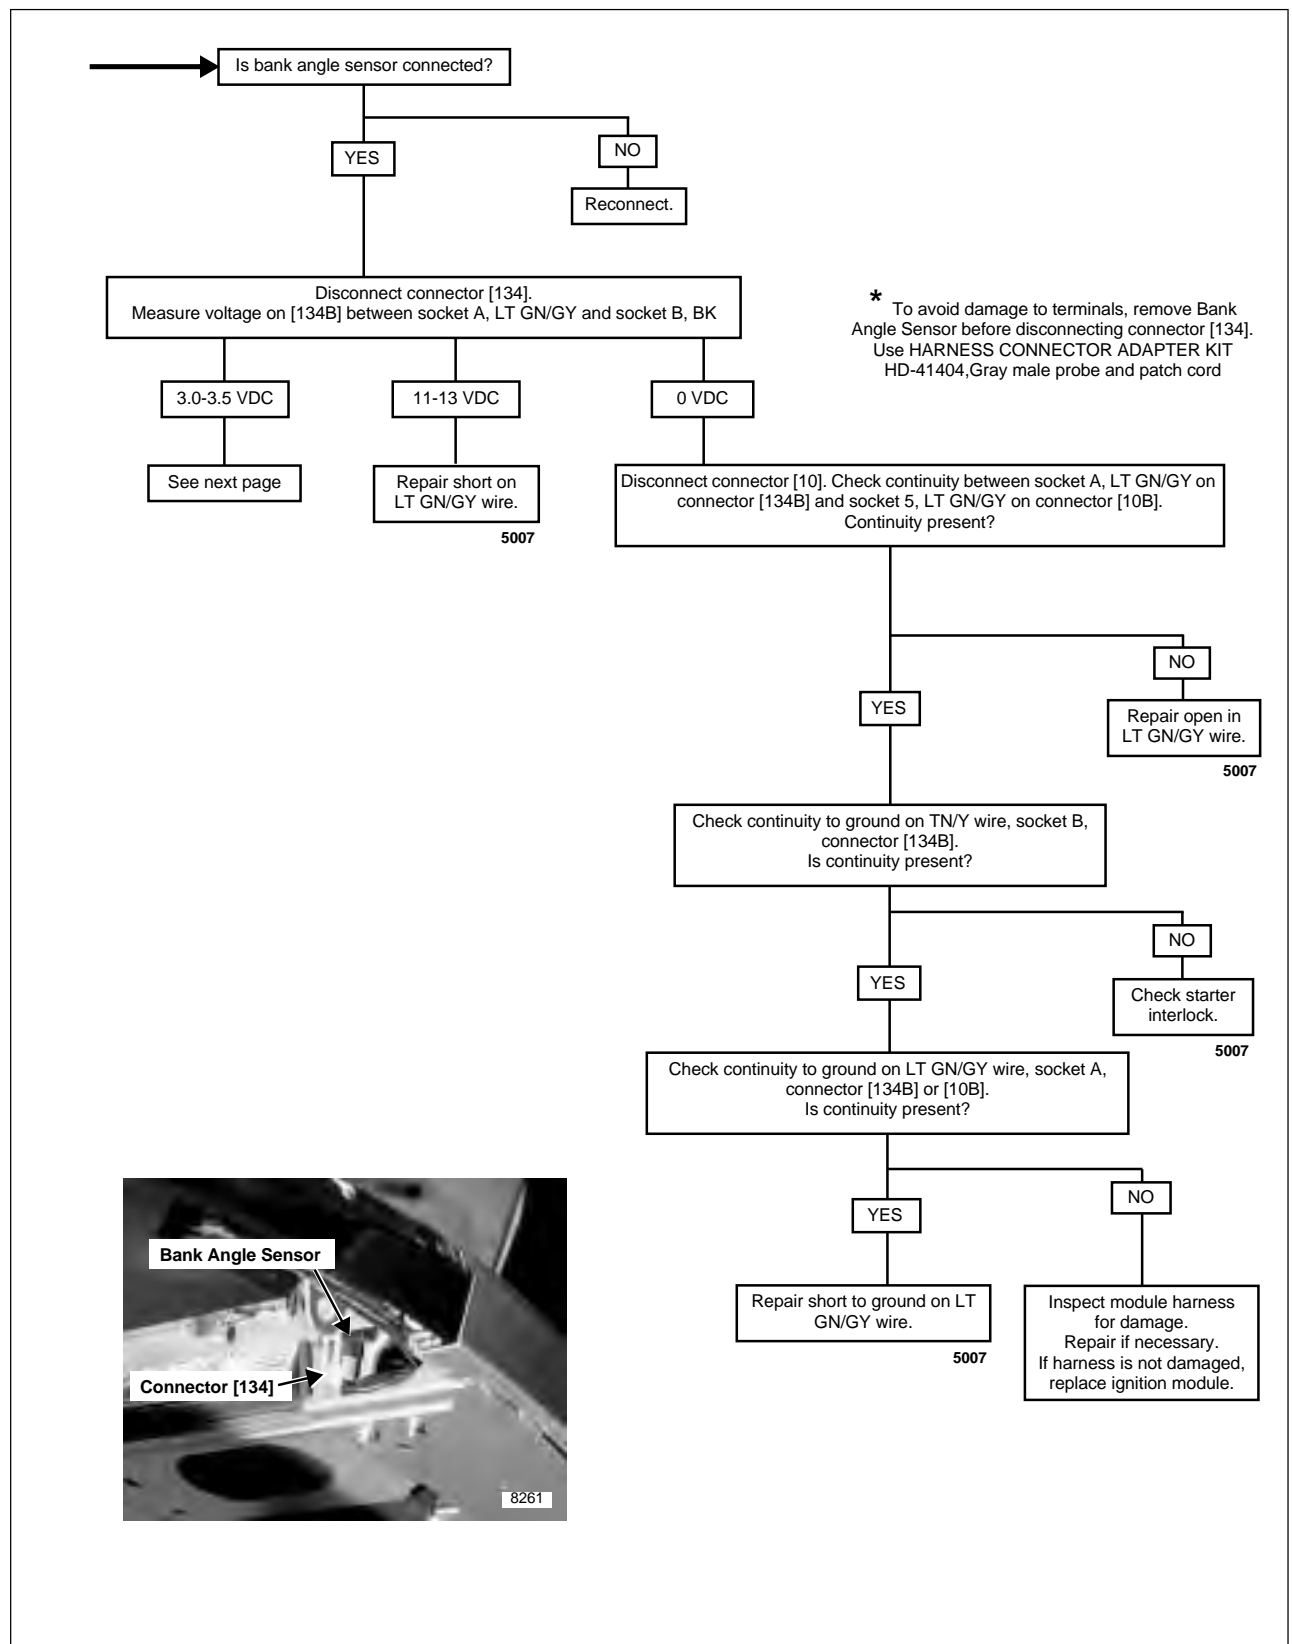 Is bank angle sensor connected?
YES
NO
Reconnect.
Disconnect connector [134].
Measure voltage on [134B] between socket A, LT GN/GY and socket B, BK
* To avoid damage to terminals, remove Bank
Angle Sensor before disconnecting connector [134].
Use HARNESS CONNECTOR ADAPTER KIT
HD-41404,Gray male probe and patch cord
3.0-3.5 VDC
11-13 VDC
0 VDC
See next page
Repair short on
LT GN/GY wire.
5007
Disconnect connector [10]. Check continuity between socket A, LT GN/GY on
connector [134B] and socket 5, LT GN/GY on connector [10B].
Continuity present?
YES
NO
Repair open in
LT GN/GY wire.
5007
Check continuity to ground on TN/Y wire, socket B,
connector [134B].
Is continuity present?
YES
NO
Check starter
interlock.
5007
Check continuity to ground on LT GN/GY wire, socket A,
connector [134B] or [10B].
Is continuity present?
YES
NO
Repair short to ground on LT
GN/GY wire.
5007
Inspect module harness
for damage.
Repair if necessary.
If harness is not damaged,
replace ignition module.
Bank Angle Sensor
Connector [134]
8261